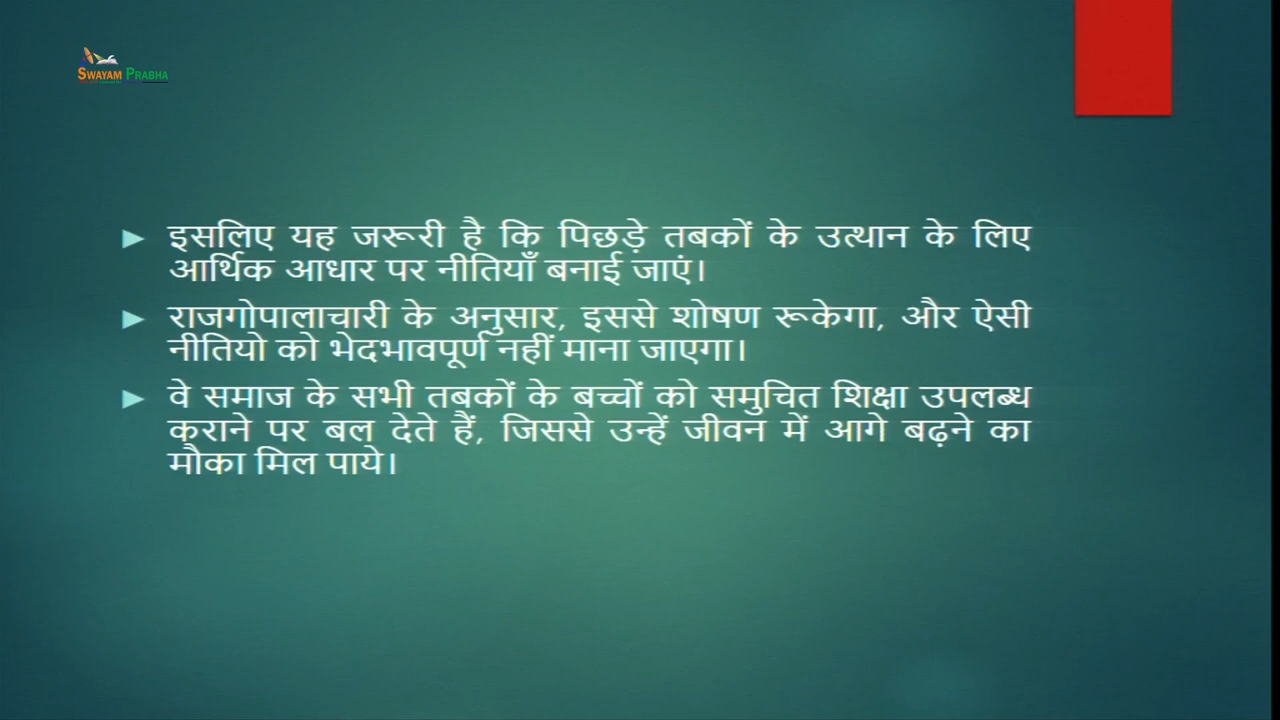 SWAYAM PRABHA
इसलिए यह जरूरी है कि पिछड़े तबकों के उत्थान के लिए
आर्थिक आधार पर नीतियाँ बनाई जाएं।
राजगोपालाचारी के अनुसार, इससे शोषण रूकेगा, और ऐसी
नीतियो को भेदभावपूर्ण नहीं माना जाएगा।
वे समाज के सभी तबकों के बच्चों को समुचित शिक्षा उपलब्ध
कराने पर बल देते हैं, जिससे उन्हें जीवन में आगे बढ़ने का
मौका मिल पाये।